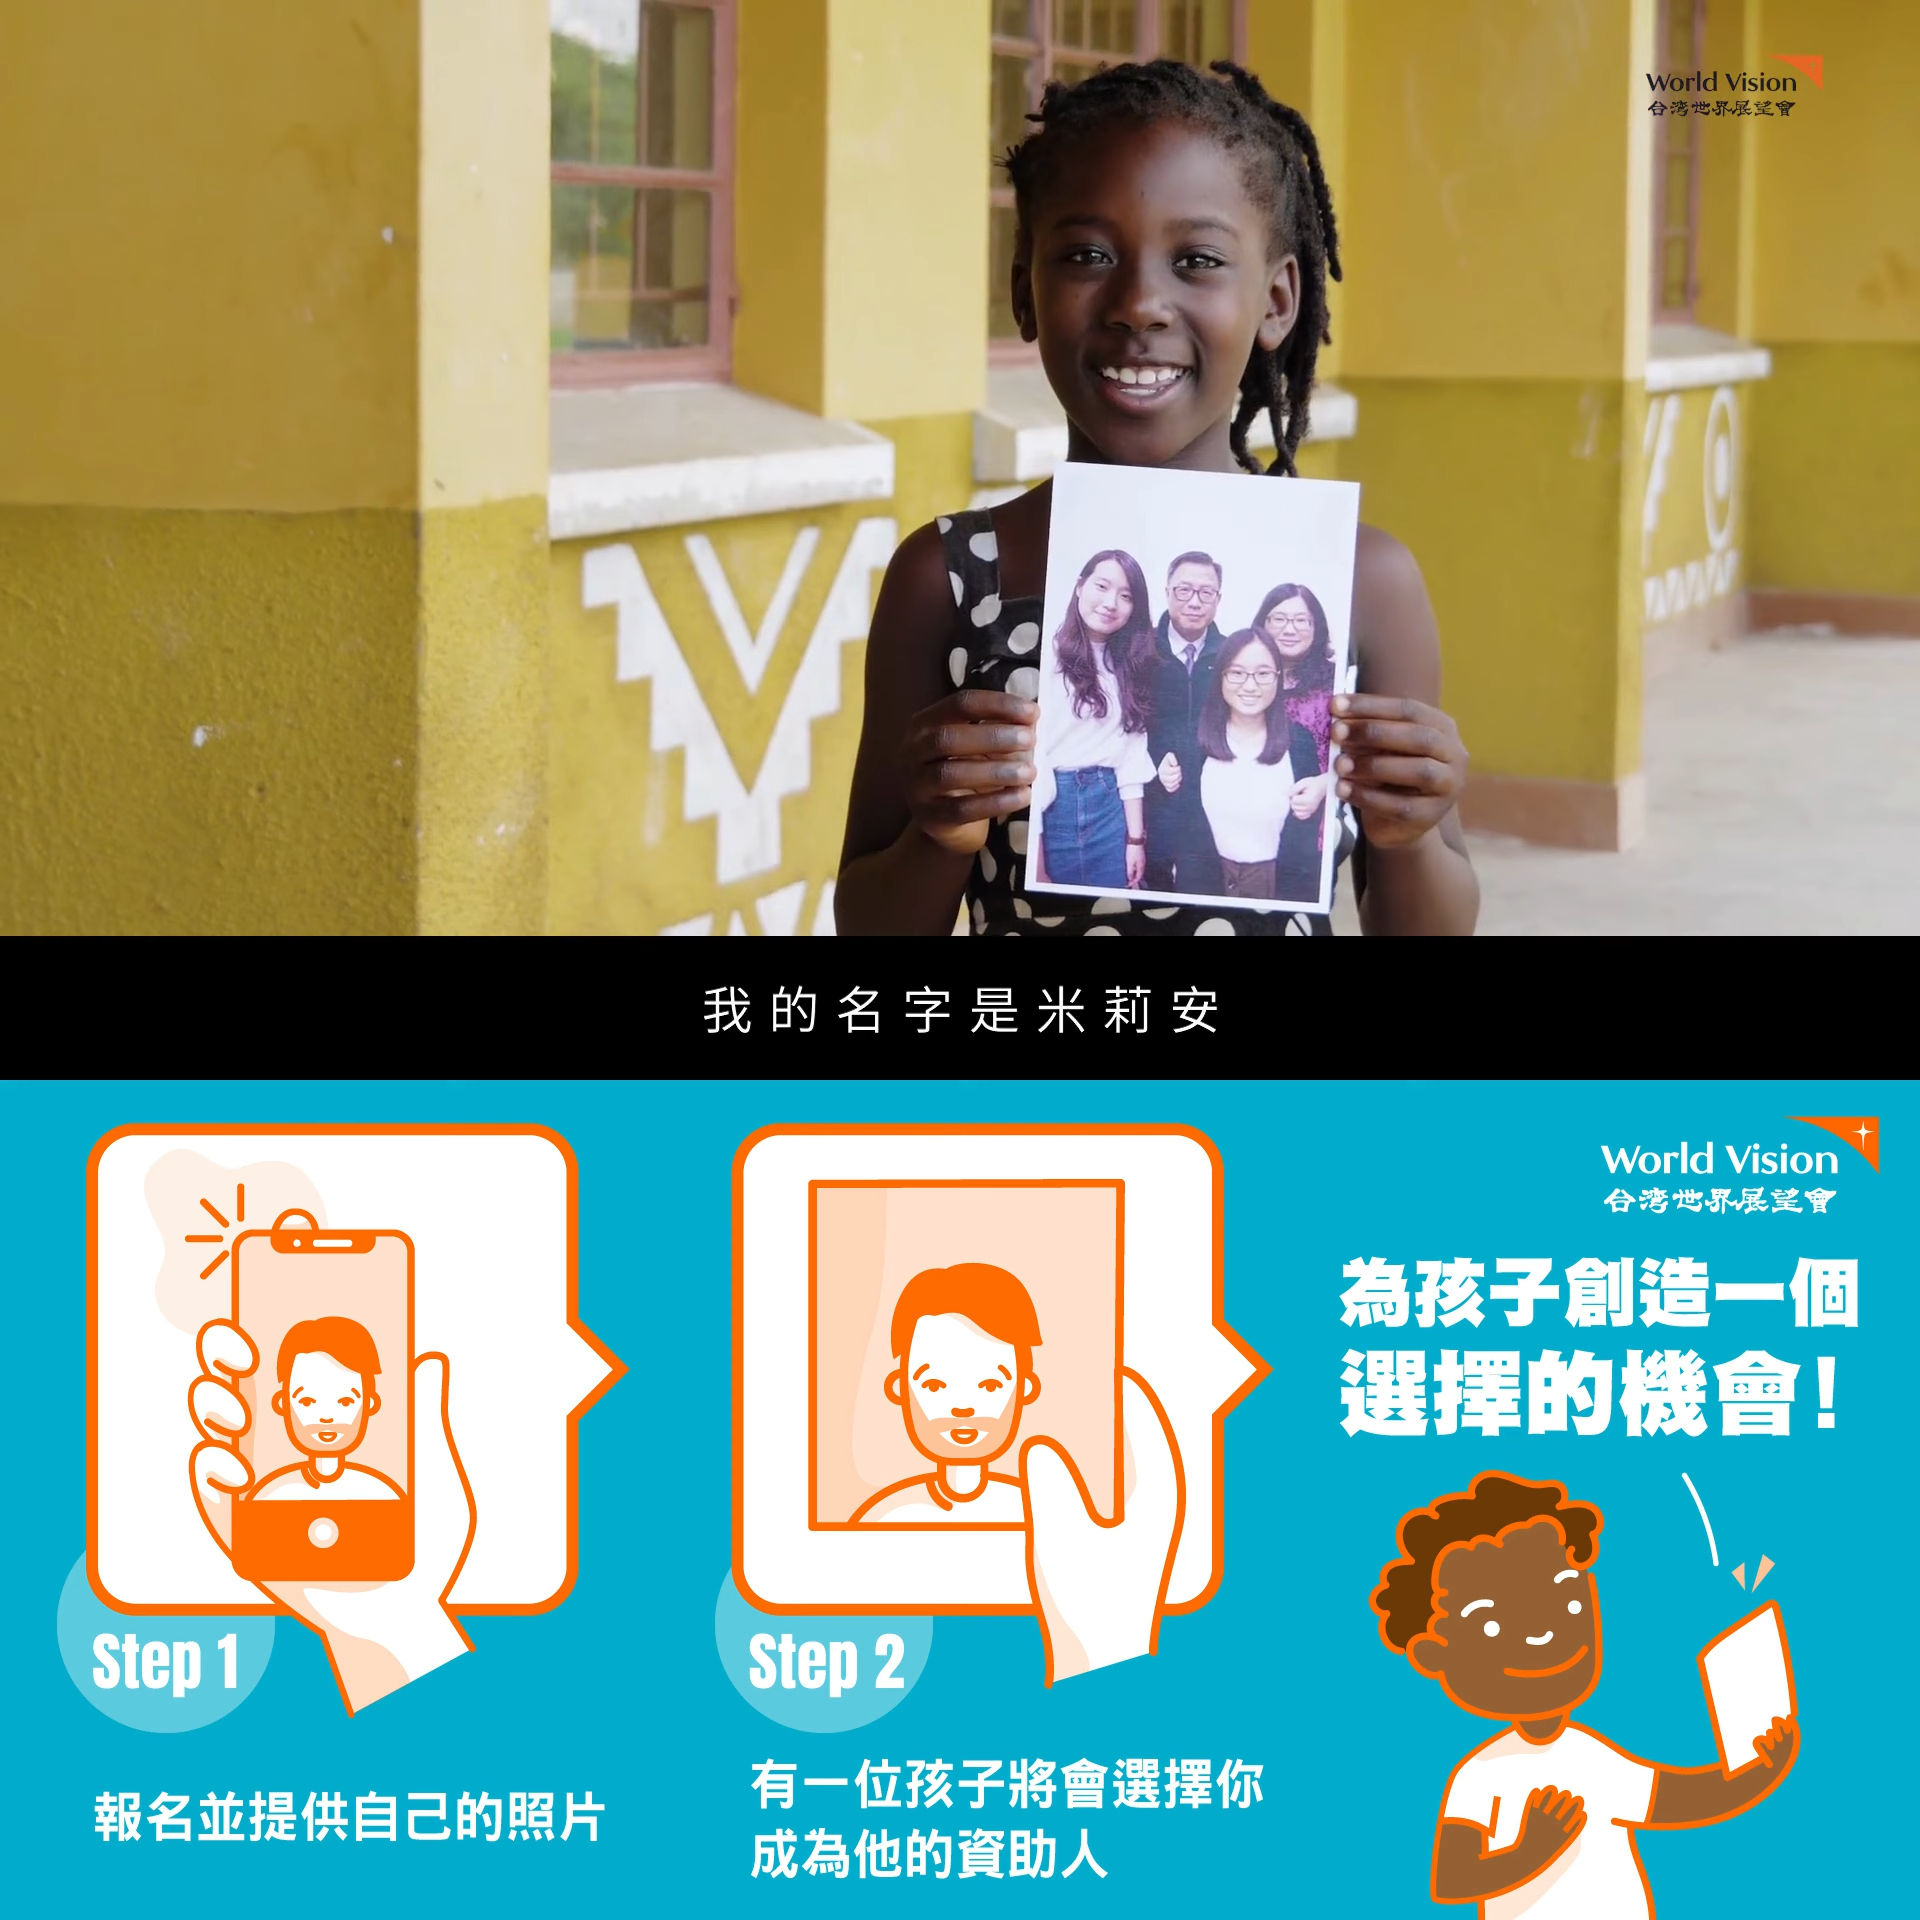 World Vision
台灣世界展望會
我的名字是米莉安
World Vision
台灣世界展望會
為孩子創造一個
選擇的機會!
Step 1
報名並提供自己的照片
Step 2
有一位孩子將會選擇你
成為他的資助人